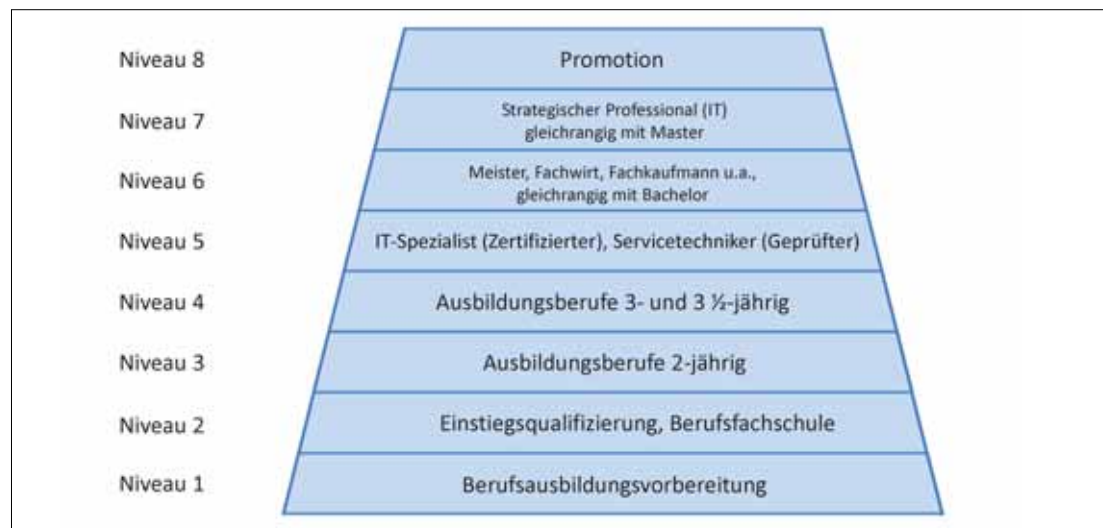 Niveau 8 Promotion
Niveau 7 Strategischer Professional (IT)
gleichrangig mit Master
Niveau 6 Meister, Fachwirt, Fachkaufmann u.a.,
gleichrangig mit Bachelor
Niveau 5 IT-Spezialist (Zertifizierter), Servicetechniker (Geprüfter)
Niveau 4 Ausbildungsberufe 3- und 3 ½-jährig
Niveau 3 Ausbildungsberufe 2-jährig
Niveau 2 Einstiegsqualifizierung, Berufsfachschule
Niveau 1 Berufsausbildungsvorbereitung